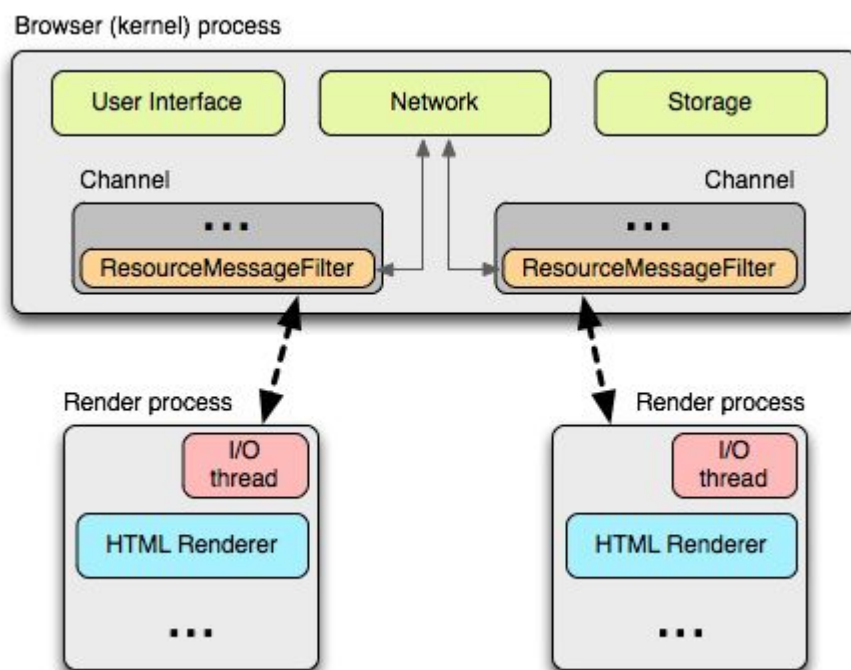 Browser (kernel) process
User Interface
Network
Storage
Channel
Channel
...
...
ResourceMessageFilter
ResourceMessageFilter
Render process
Render process
I/O
thread
HTML Renderer
...
I/O
thread
HTML Renderer
...